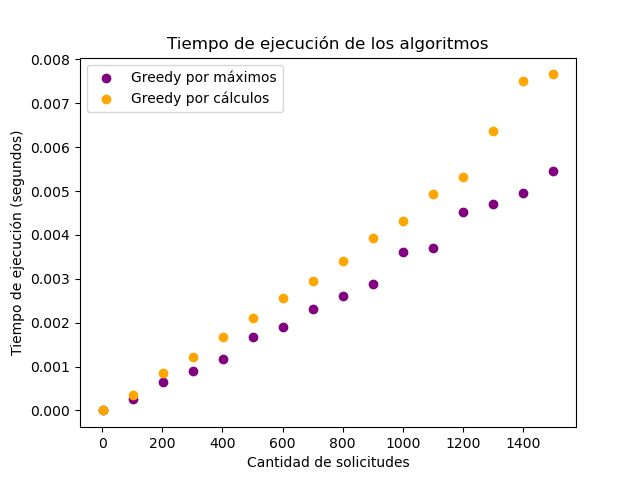 Tiempo de ejecución de los algoritmos
Greedy por máximos
Greedy por cálculos
Tiempo de ejecución (segundos)
0.008
0.007
0.006
0.005
0.004
0.003
0.002
0.001
0.000
0 200 400 600 800 1000 1200 1400
Cantidad de solicitudes